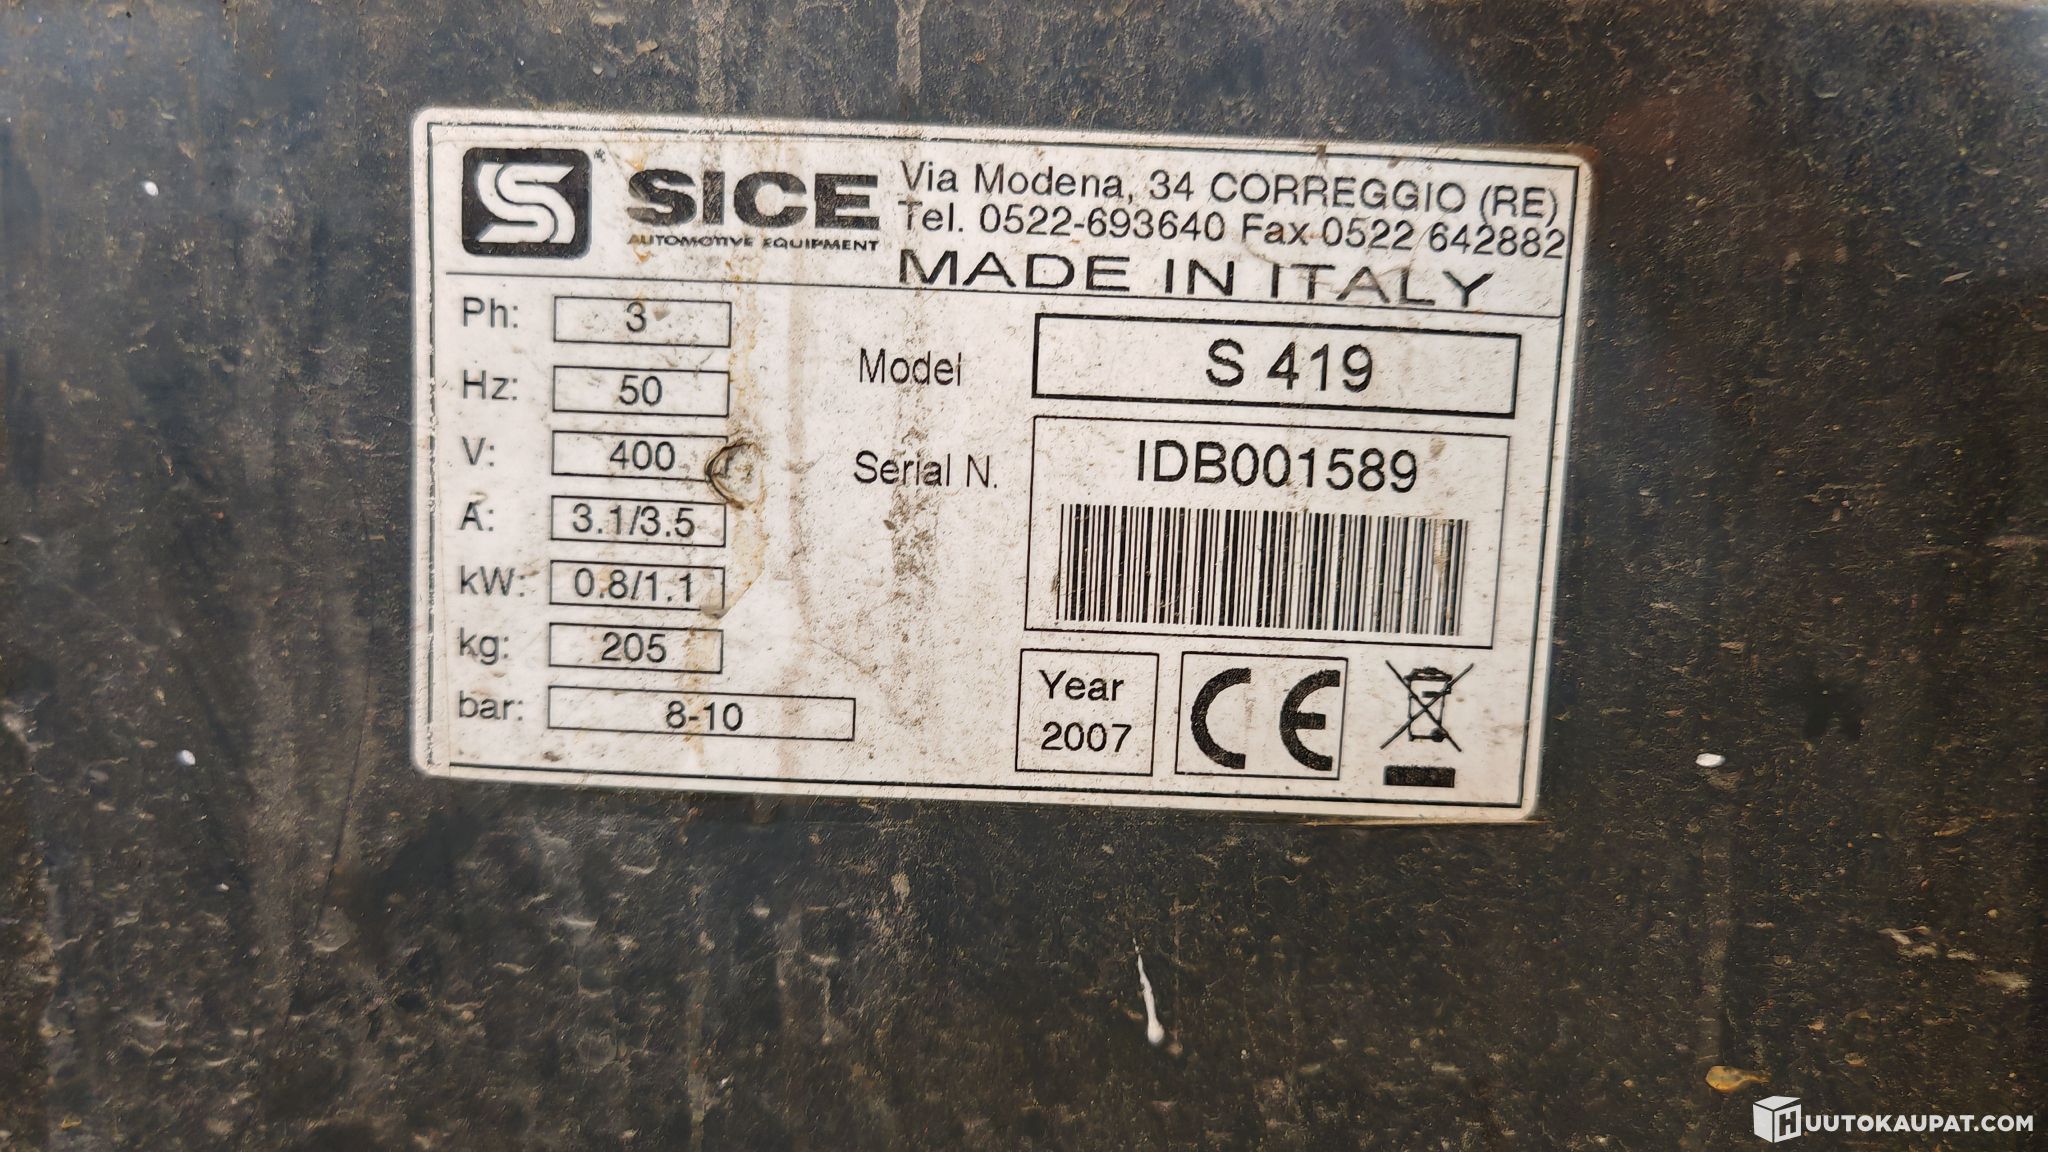 SICE
AUTOMOTIVE EQUIPMENT
Via Modena, 34 CORREGGIO (RE)
Tel. 0522-693640 Fax 0522 642882
MADE IN ITALY
Ph: 3
Hz: 50
V: 400
A: 3.1/3.5
kW: 0.8/1.1
kg: 205
bar: 8-10
Model S 419
Serial N. IDB001589
Year
2007
CE
HUUTOKAUPAT.COM